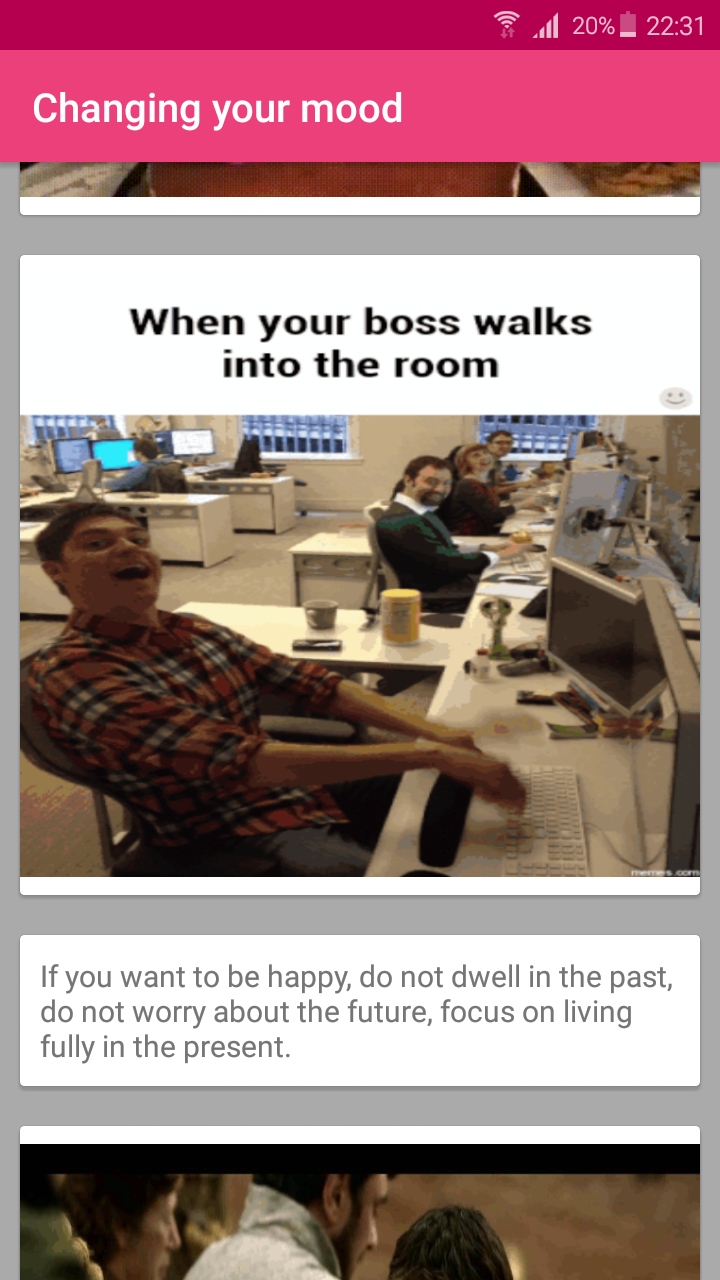 20% 22:31
Changing your mood
When your boss walks
into the room
memeis.com
If you want to be happy, do not dwell in the past,
do not worry about the future, focus on living
fully in the present.